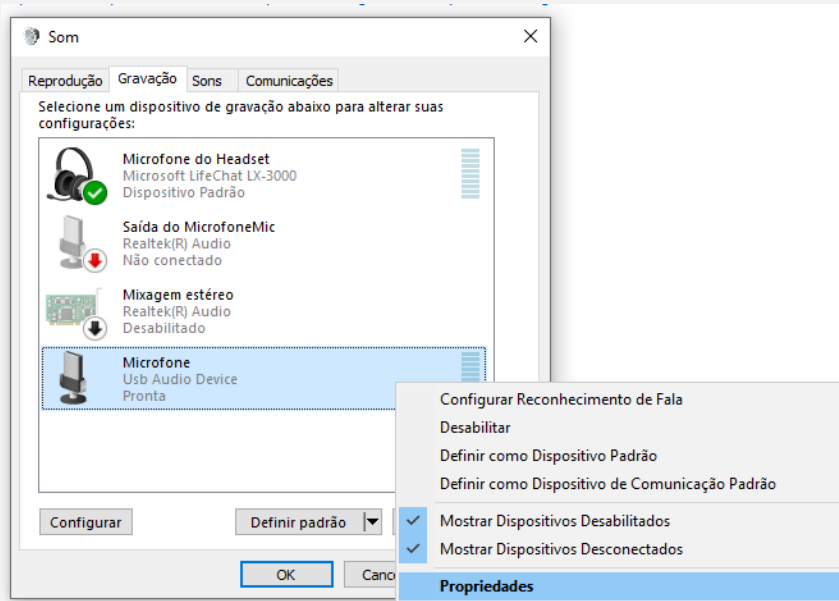 Som
Reprodução Gravação Sons Comunicações
Selecione um dispositivo de gravação abaixo para alterar suas
configurações:
Microfone do Headset
Microsoft LifeChat LX-3000
Dispositivo Padrão
Saída do MicrofoneMic
Realtek(R) Audio
Não conectado
Mixagem estéreo
Realtek(R) Audio
Desabilitado
Microfone
Usb Audio Device
Pronta
Configurar Reconhecimento de Fala
Desabilitar
Definir como Dispositivo Padrão
Definir como Dispositivo de Comunicação Padrão
Mostrar Dispositivos Desabilitados
Mostrar Dispositivos Desconectados
Propriedades
Configurar Definir padrão
OK Canc